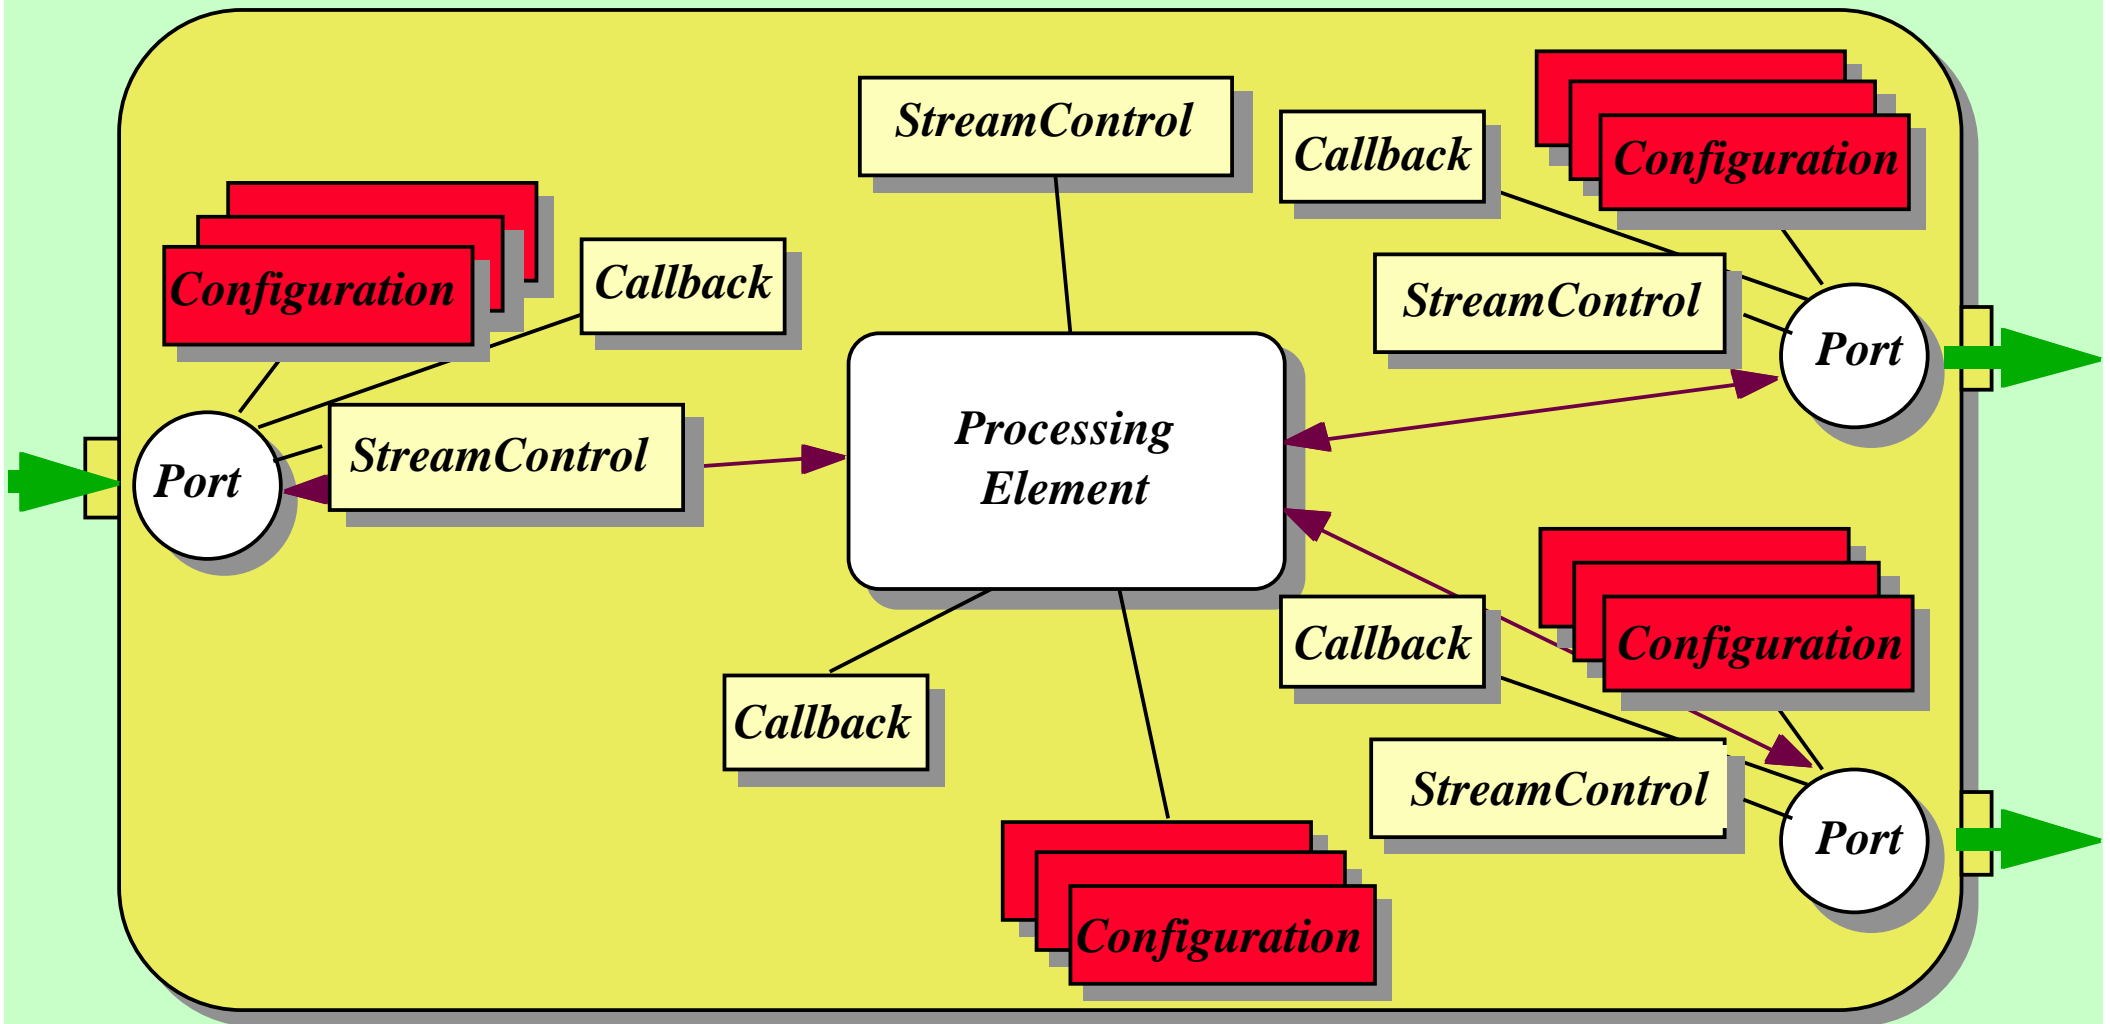 StreamControl
Callback
Configuration
Configuration
Callback
StreamControl
Port
StreamControl
Port
Processing
Element
Callback
Configuration
Callback
StreamControl
Port
Configuration